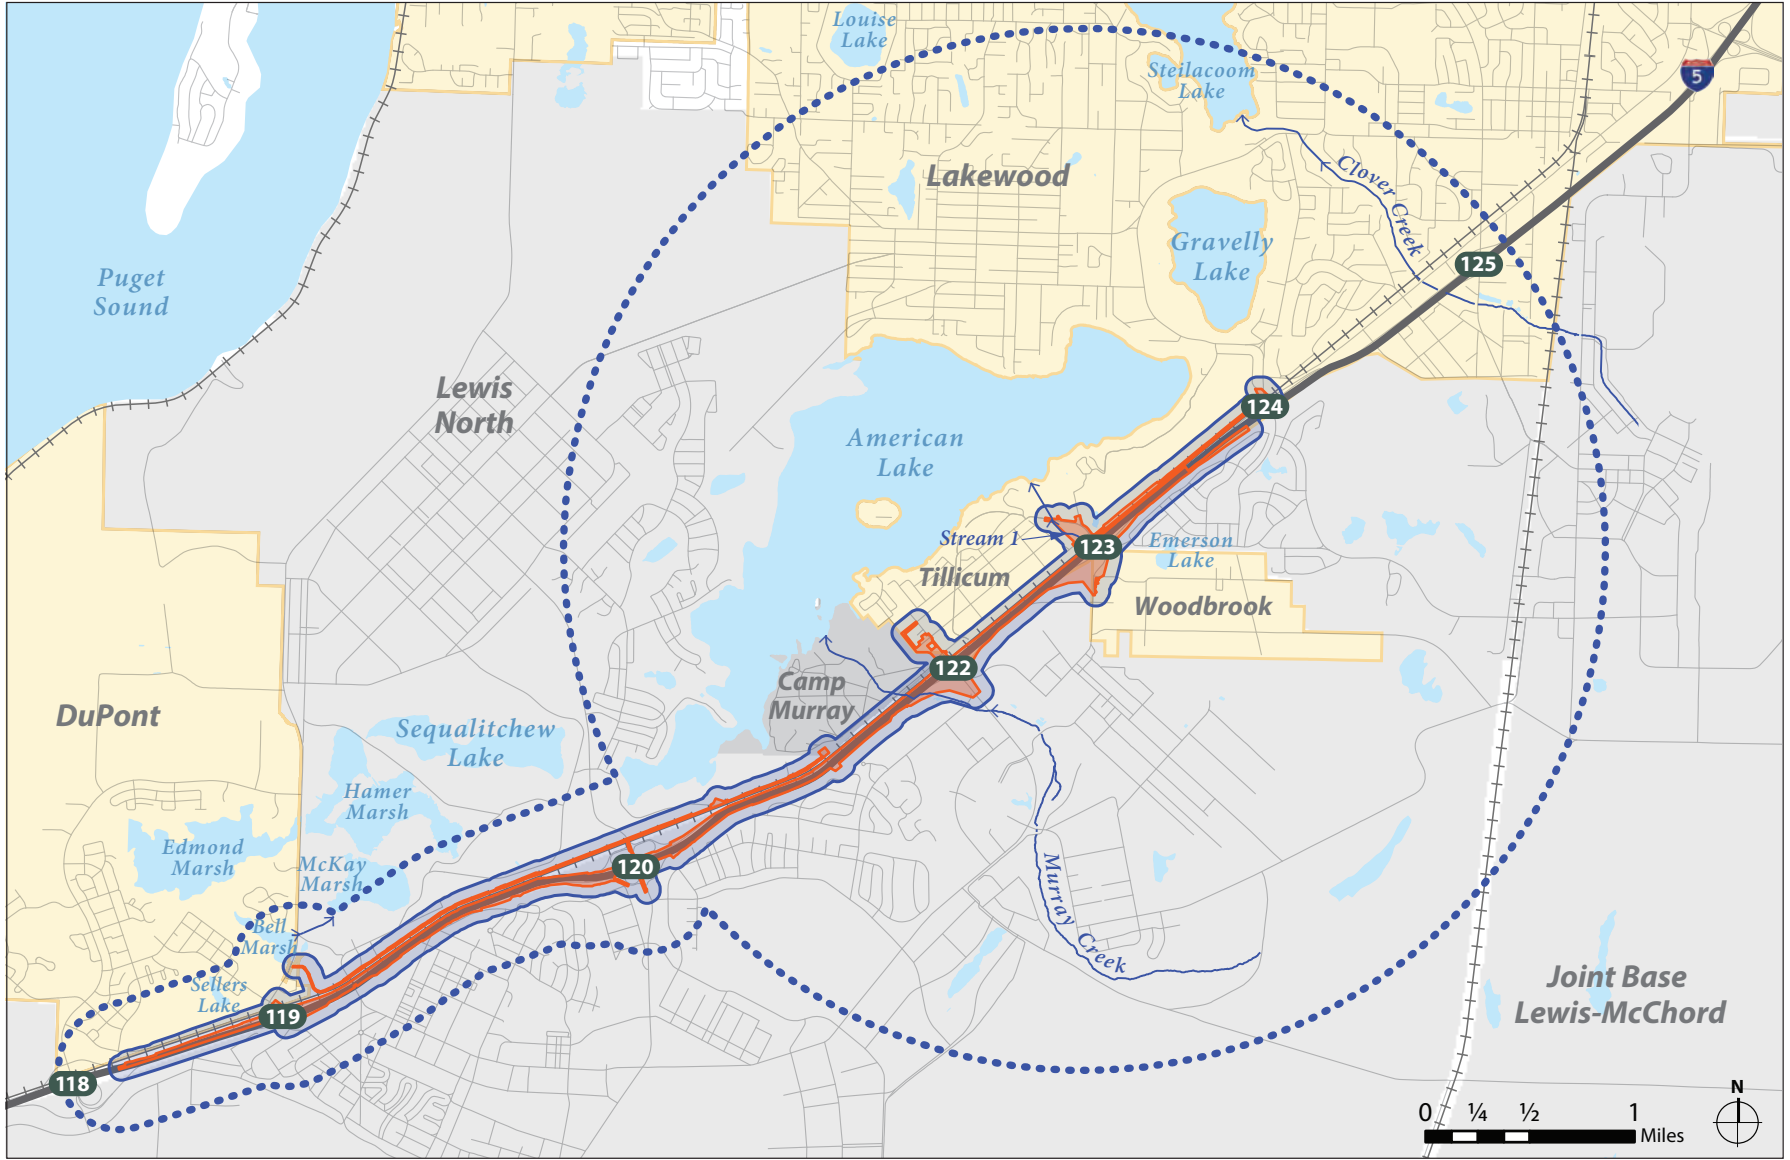 Louise
Lake
Steilacoom
Lake
5
Lakewood
Clover
Creek
Gravelly
Lake
125
Puget
Sound
Lewis
North
124
American
Lake
Stream 1
123
Emerson
Lake
Tillicum
Woodbrook
122
Camp
Murray
DuPont
Sequalitchew
Lake
Hamer
Marsh
Edmond
Marsh
McKay
Marsh
120
Murray
Creek
Bell
Marsh
Sellers
Lake
Joint Base
Lewis-McChord
119
118
N
0 ¼ ½ 1
Miles